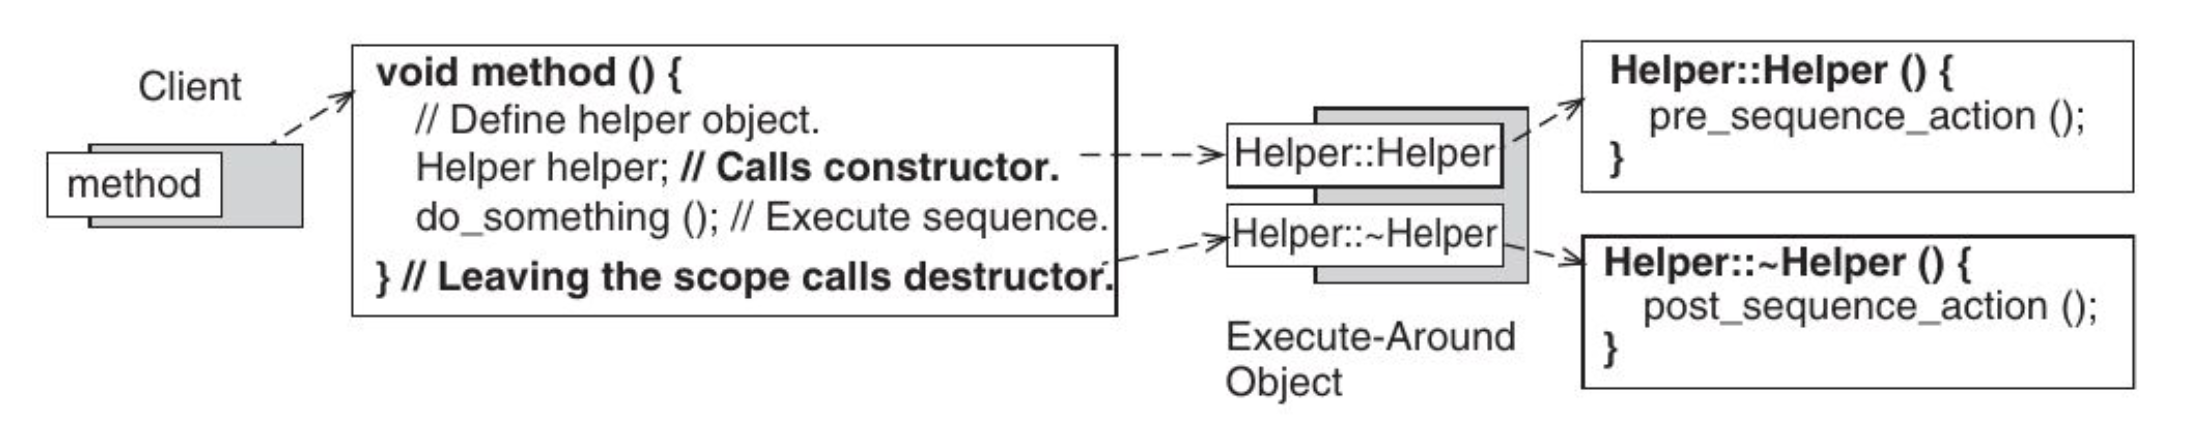 Client
method
void method () {
// Define helper object.
Helper helper; // Calls constructor.
do_something (); // Execute sequence.
} // Leaving the scope calls destructor.
Helper::Helper
Helper::~Helper
Execute-Around
Object
Helper::Helper () {
pre_sequence_action ();
}
Helper::~Helper () {
post_sequence_action ();
}